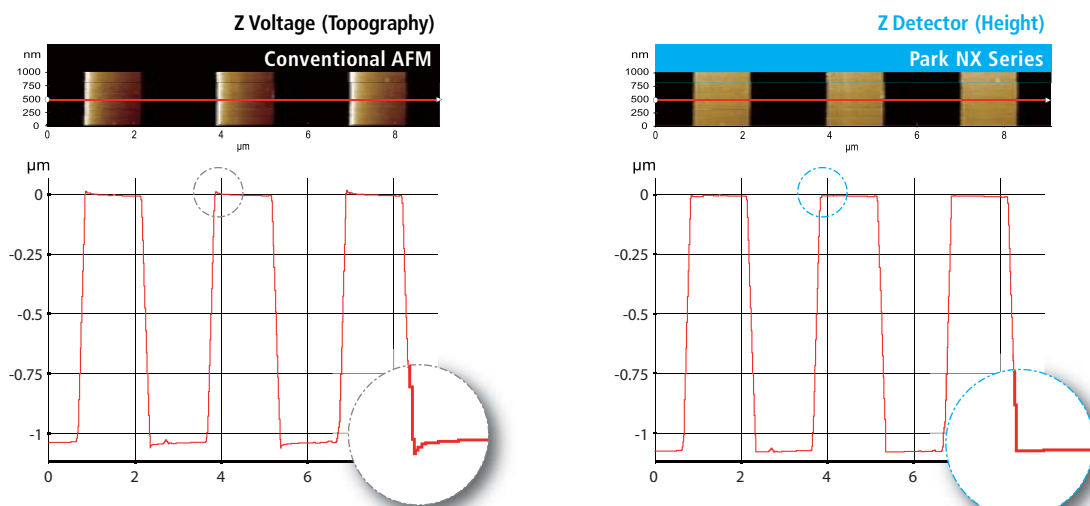 Z Voltage (Topography)
Conventional AFM
nm
1000
750
500
250
0
0 2 4 6 8
µm
µm
0
-0.25
-0.5
-0.75
-1
0 2 4 6
Z Detector (Height)
Park NX Series
nm
1000
750
500
250
0
0 2 4 6 8
µm
µm
0
-0.25
-0.5
-0.75
-1
0 2 4 6